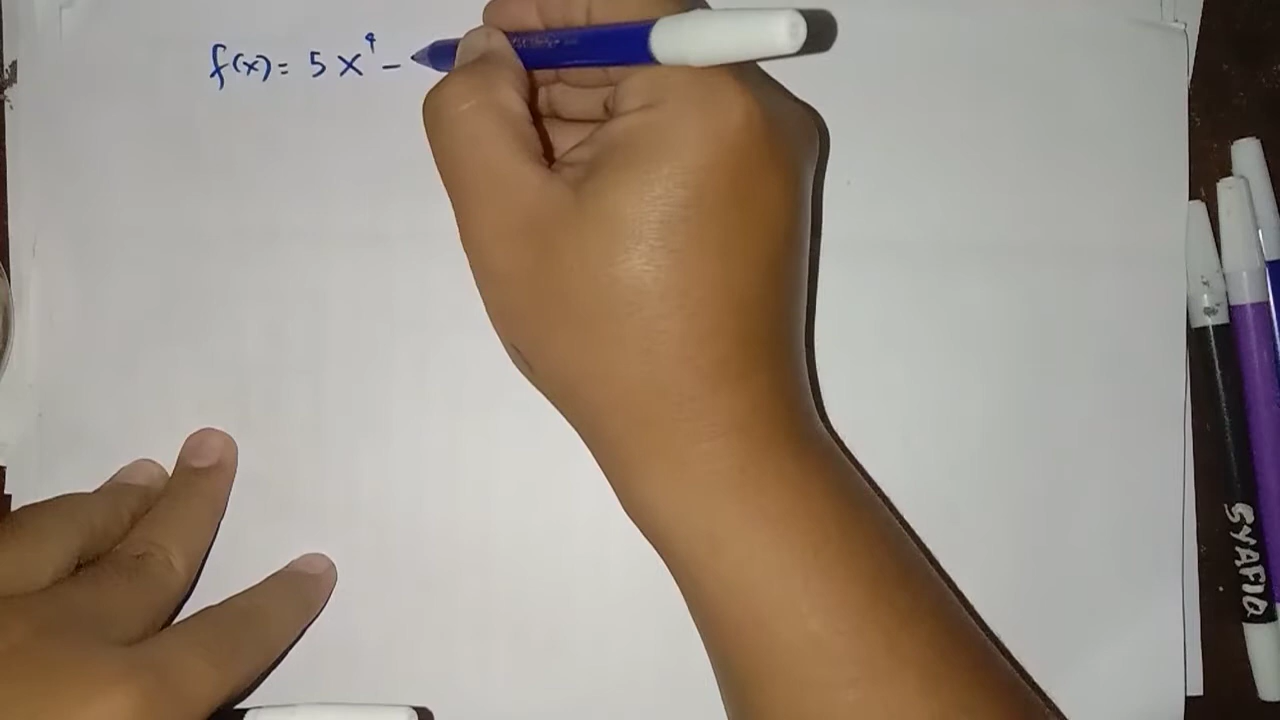 f(x) = 5x⁴ -
SYAFIQ